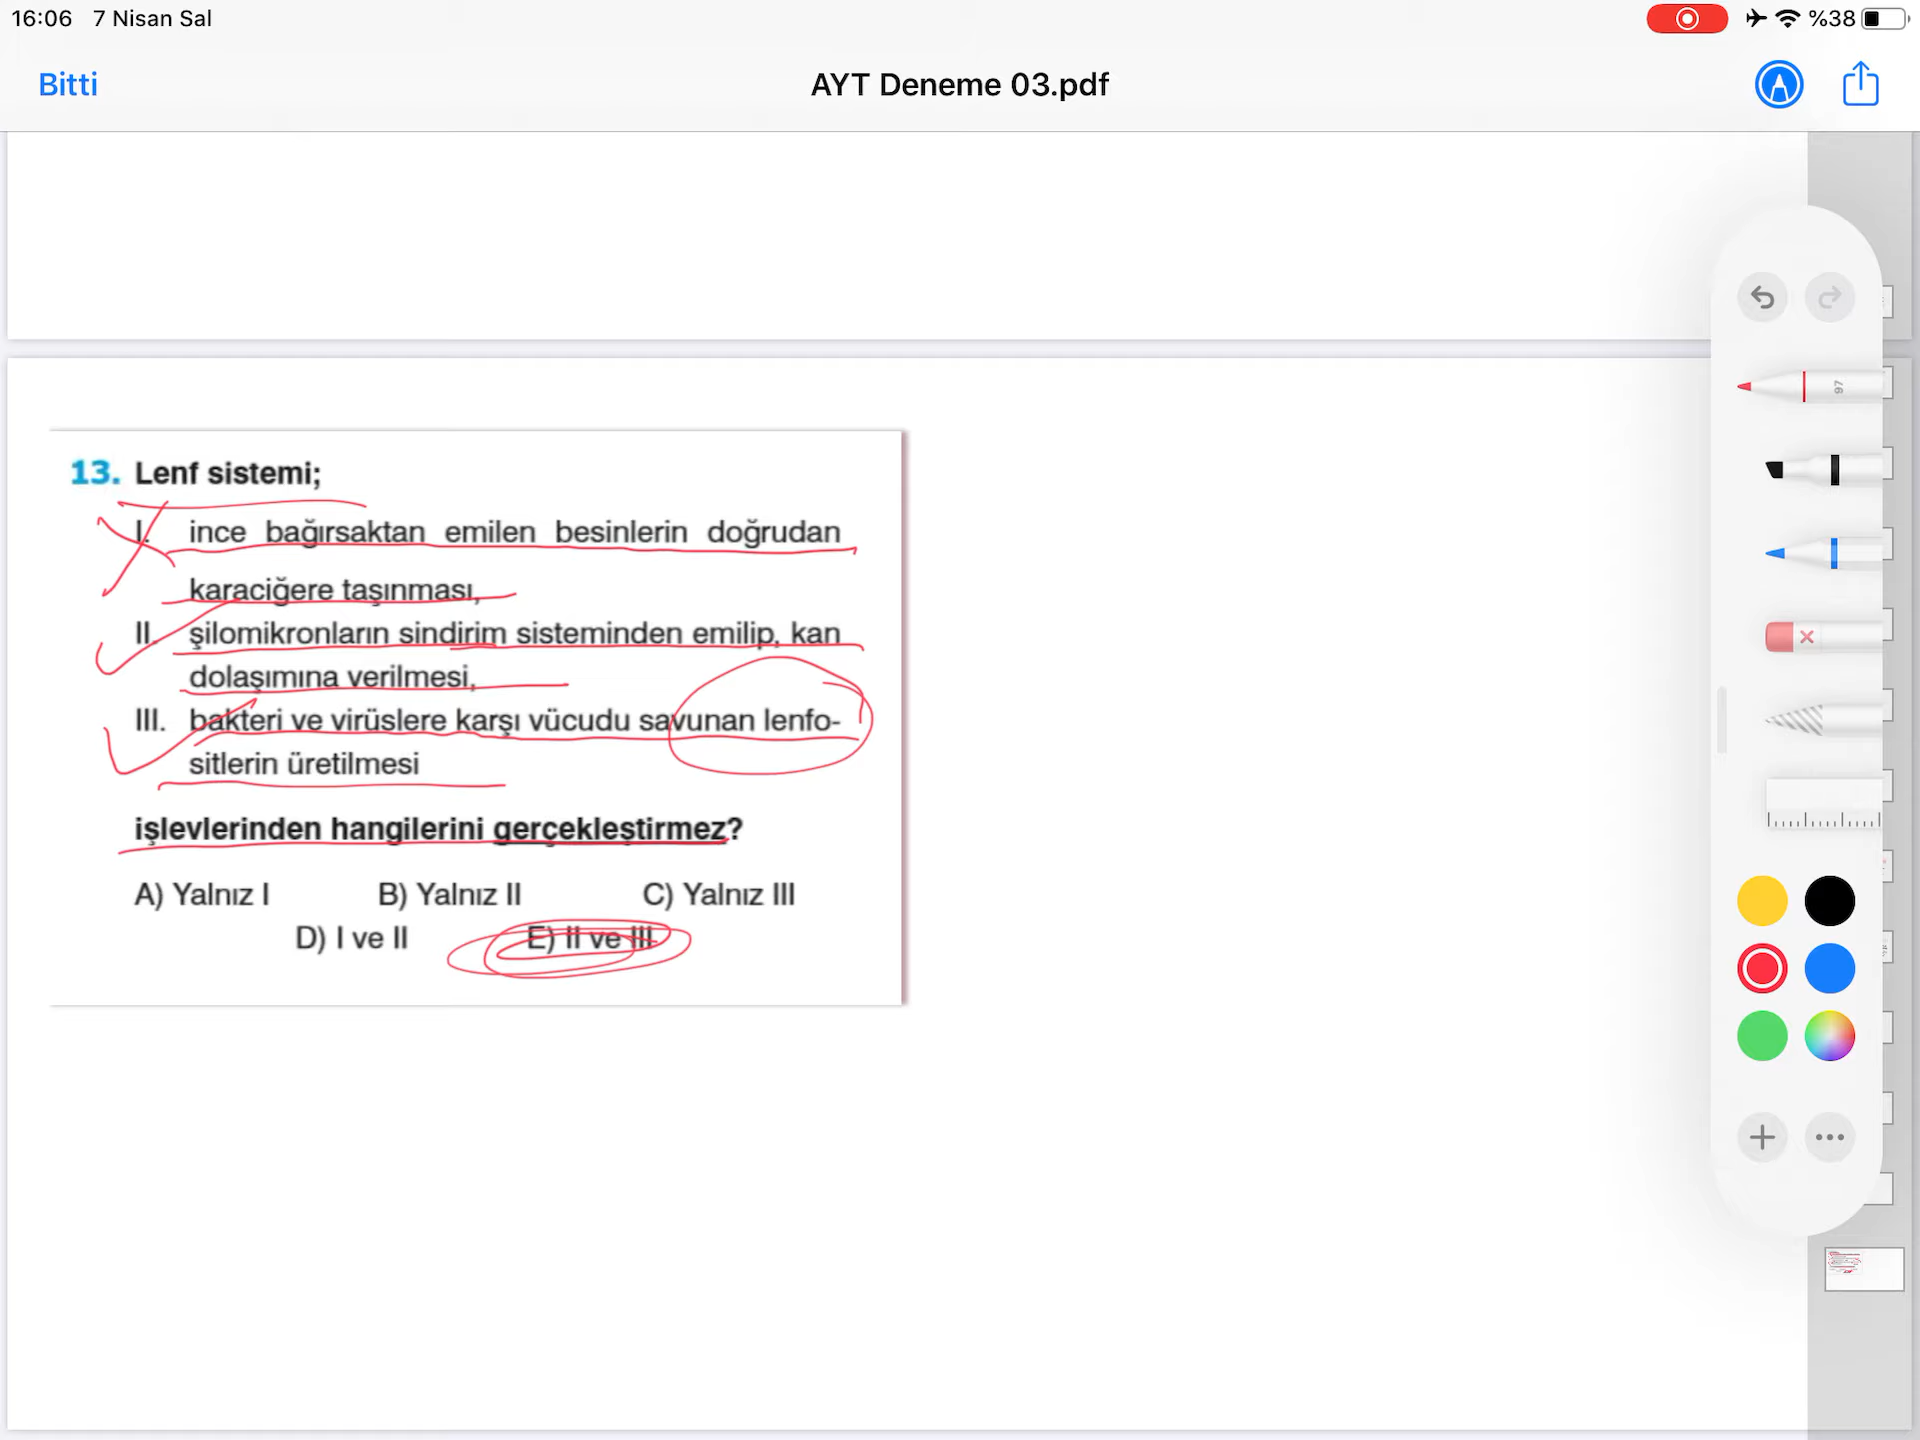 16:06 7 Nisan Sal %38
Bitti AYT Deneme 03.pdf
97
13. Lenf sistemi;
I. ince bağırsaktan emilen besinlerin doğrudan
karaciğere taşınması,
II. şilomikronların sindirim sisteminden emilip, kan
dolaşımına verilmesi,
III. bakteri ve virüslere karşı vücudu savunan lenfo-
sitlerin üretilmesi
işlevlerinden hangilerini gerçekleştirmez?
A) Yalnız I B) Yalnız II C) Yalnız III
D) I ve II E) II ve III